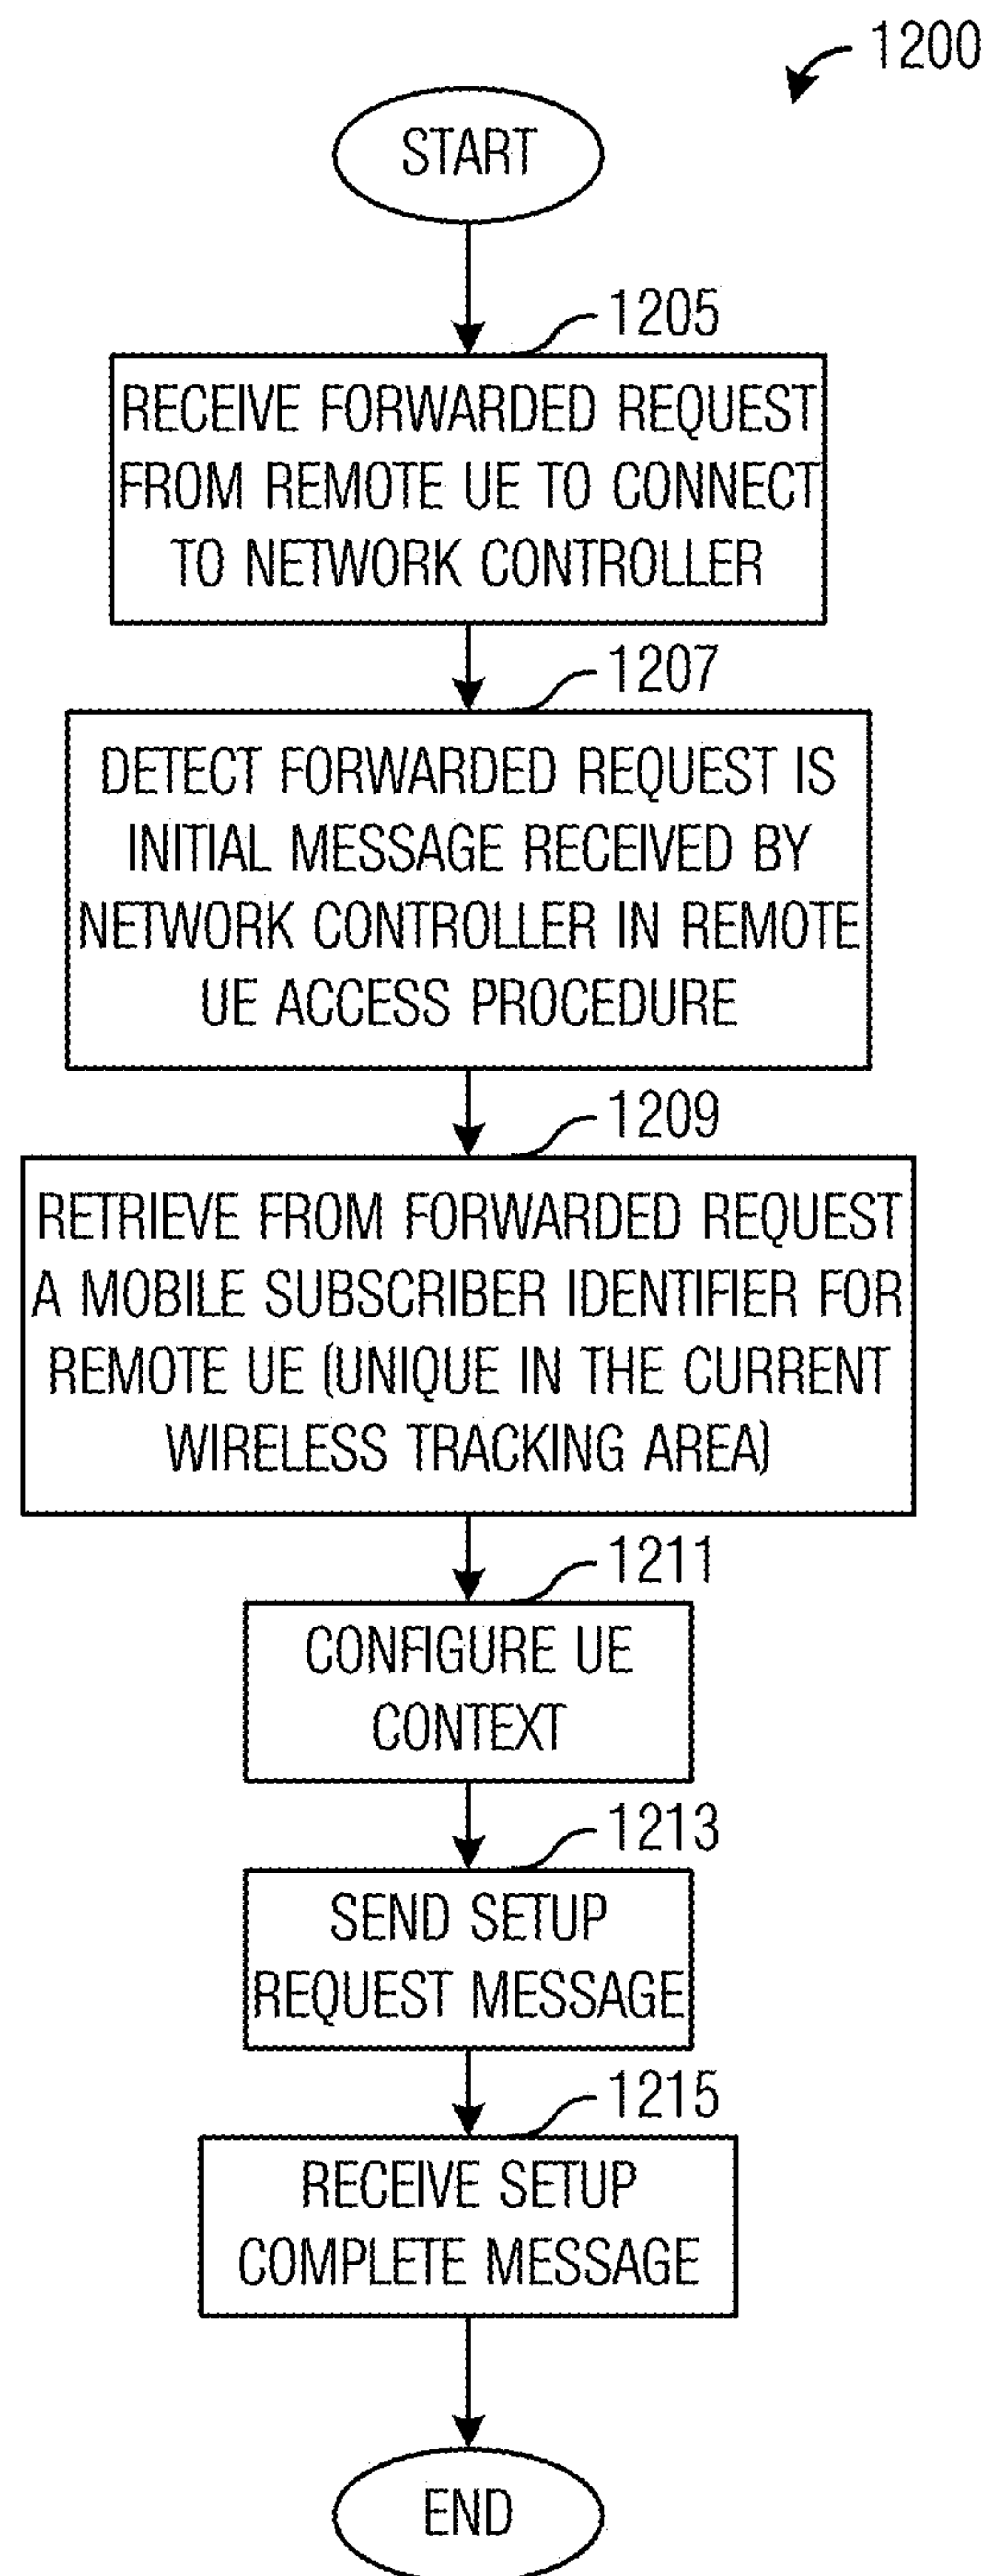 1200
START
1205
RECEIVE FORWARDED REQUEST
FROM REMOTE UE TO CONNECT
TO NETWORK CONTROLLER
1207
DETECT FORWARDED REQUEST IS
INITIAL MESSAGE RECEIVED BY
NETWORK CONTROLLER IN REMOTE
UE ACCESS PROCEDURE
1209
RETRIEVE FROM FORWARDED REQUEST
A MOBILE SUBSCRIBER IDENTIFIER FOR
REMOTE UE (UNIQUE IN THE CURRENT
WIRELESS TRACKING AREA)
1211
CONFIGURE UE
CONTEXT
1213
SEND SETUP
REQUEST MESSAGE
1215
RECEIVE SETUP
COMPLETE MESSAGE
END